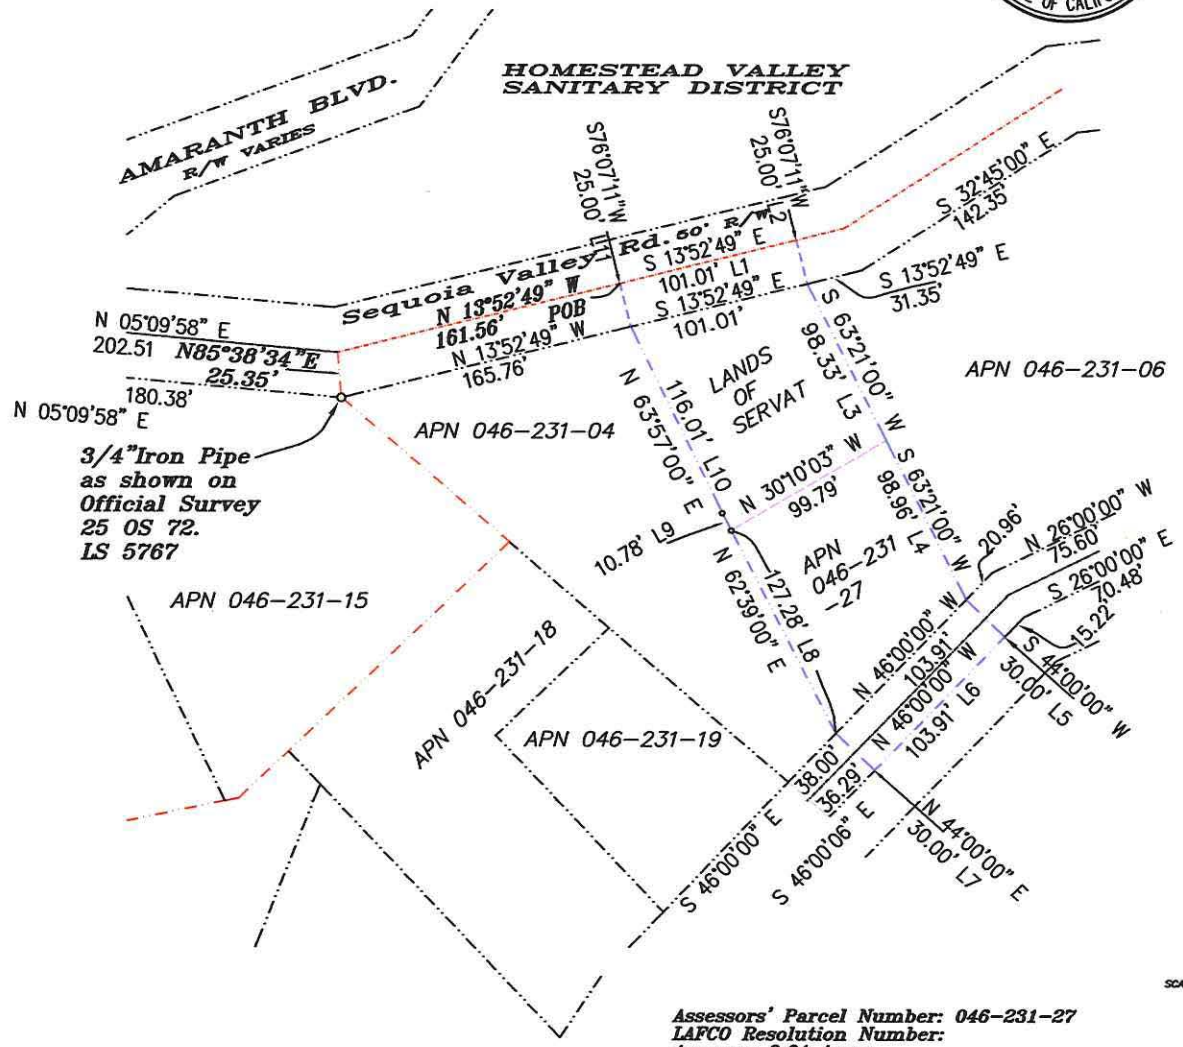 OF CALIFO
HOMESTEAD VALLEY
SANITARY DISTRICT
AMARANTH BLVD.
R/W VARIES
S76°07'11"W
25.00' L11
S76°07'11"W
25.00' L2
S 32°45'00" E
142.35'
Sequoia Valley Rd. 50' R/W
S 13°52'49" E
101.01' L1
N 13°52'49" W
161.56' POB
S 13°52'49" E
101.01'
S 13°52'49" E
31.35'
N 05°09'58" E
202.51
N85°38'34"E
25.35'
N 13°52'49" W
165.76'
180.38'
N 05°09'58" E
3/4"Iron Pipe
as shown on
Official Survey
25 OS 72.
LS 5767
APN 046-231-04
LANDS
OF
SERVAT
S 63°21'00" W
98.33' L3
APN 046-231-06
116.01' L10
N 63°57'00" E
N 30°10'03" W
99.79'
S 63°21'00" W
98.96' L4
10.78' L9
APN
046-231
-27
127.28' L8
N 62°39'00" E
20.96'
N 26°00'00" W
75.60'
S 26°00'00" E
70.48'
15.22'
APN 046-231-15
APN 046-231-18
APN 046-231-19
N 46°00'00" W
103.91'
N 46°00'00" W
103.91' L6
S 44°00'00" W
30.00' L5
38.00'
36.29'
S 46°00'00" E
S 46°00'06" E
N 44°00'00" E
30.00' L7
SCA
Assessors' Parcel Number: 046-231-27
LAFCO Resolution Number: